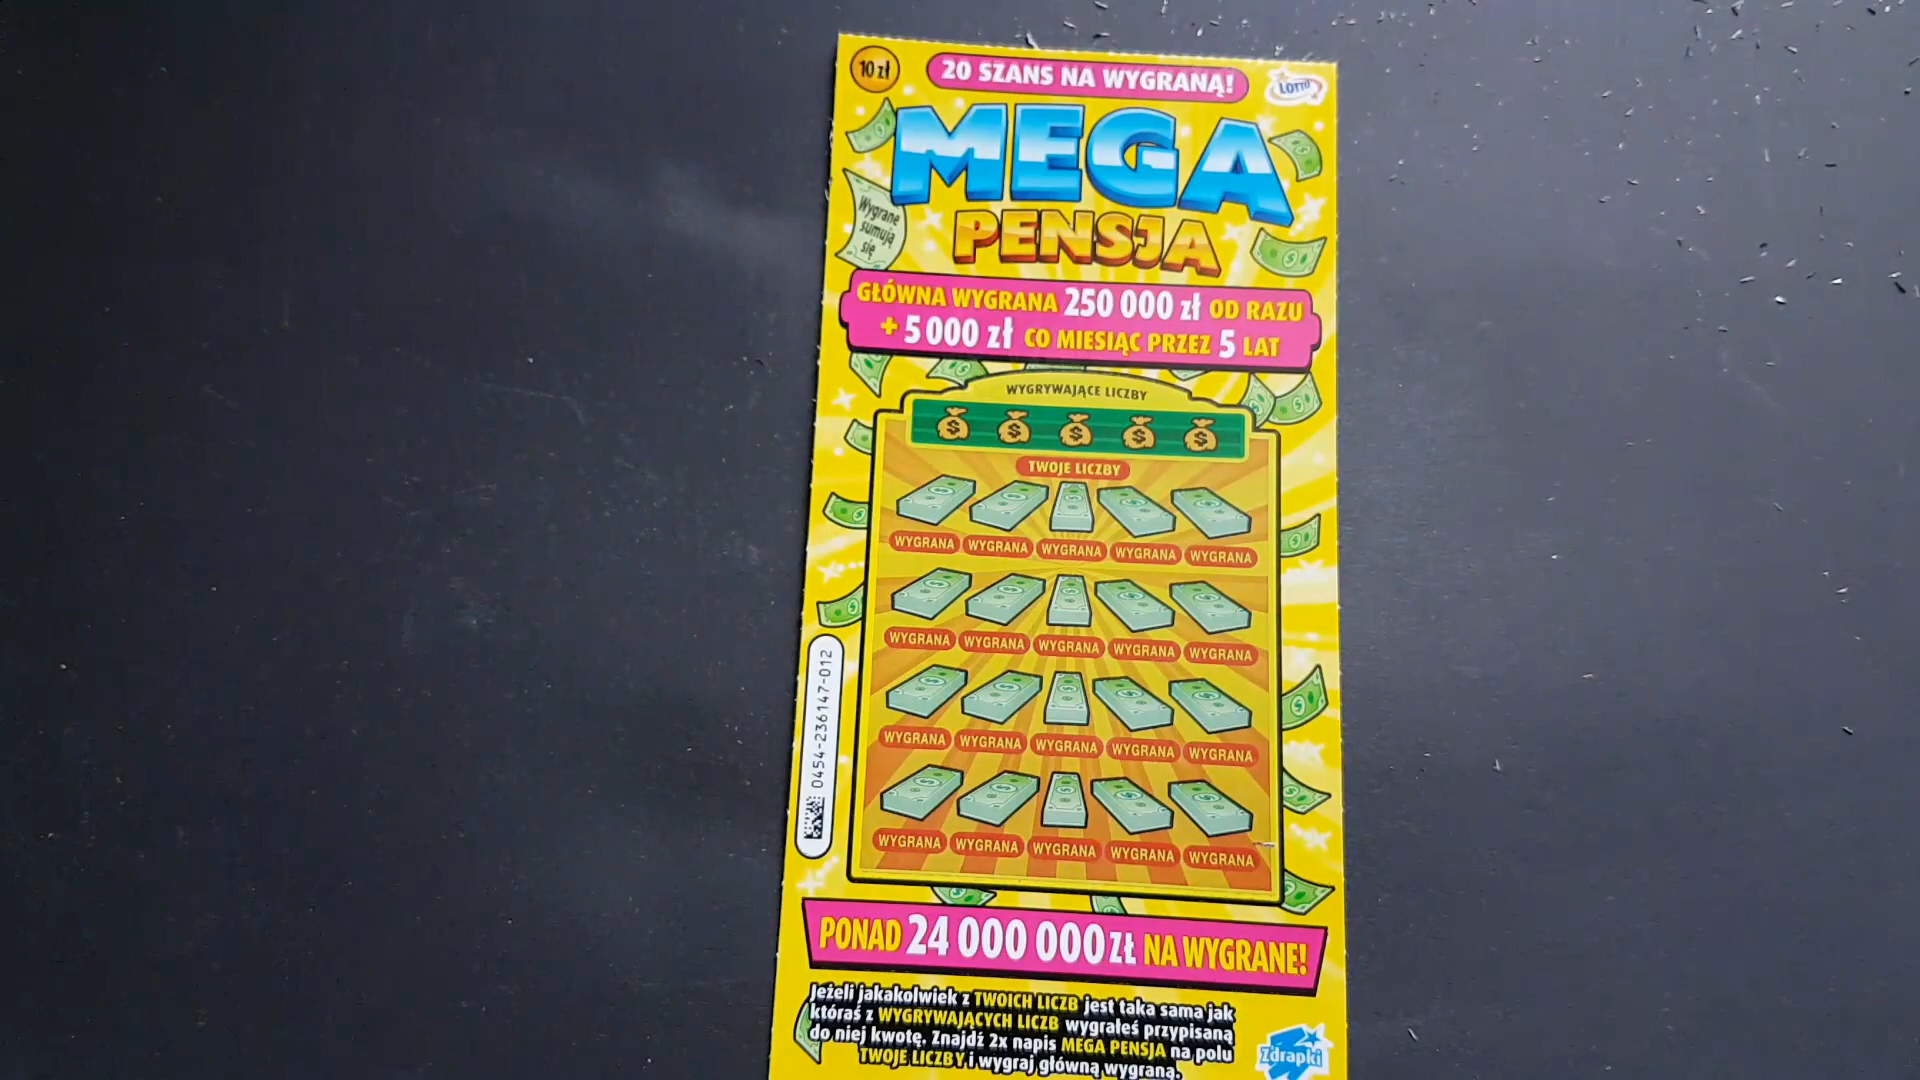 10 zł
20 SZANS NA WYGRANĄ!
LOTTO
MEGA
PENSJA
Wygrane
sumują
się
GŁÓWNA WYGRANA 250 000 zł OD RAZU
+ 5 000 zł CO MIESIĄC PRZEZ 5 LAT
WYGRYWAJĄCE LICZBY
TWOJE LICZBY
WYGRANA WYGRANA WYGRANA WYGRANA WYGRANA
WYGRANA WYGRANA WYGRANA WYGRANA WYGRANA
WYGRANA WYGRANA WYGRANA WYGRANA WYGRANA
WYGRANA WYGRANA WYGRANA WYGRANA WYGRANA
0454-236147-012
PONAD 24 000 000 ZŁ NA WYGRANE!
Jeżeli jakakolwiek z TWOICH LICZB jest taka sama jak
któraś z WYGRYWAJĄCYCH LICZB wygrałeś przypisaną
do niej kwotę. Znajdź 2x napis MEGA PENSJA na polu
TWOJE LICZBY i wygraj główną wygraną.
Zdrapki